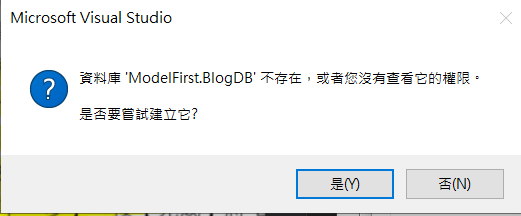 Microsoft Visual Studio
資料庫 'ModelFirst.BlogDB' 不存在，或者您沒有查看它的權限。
是否要嘗試建立它?
是(Y)
否(N)